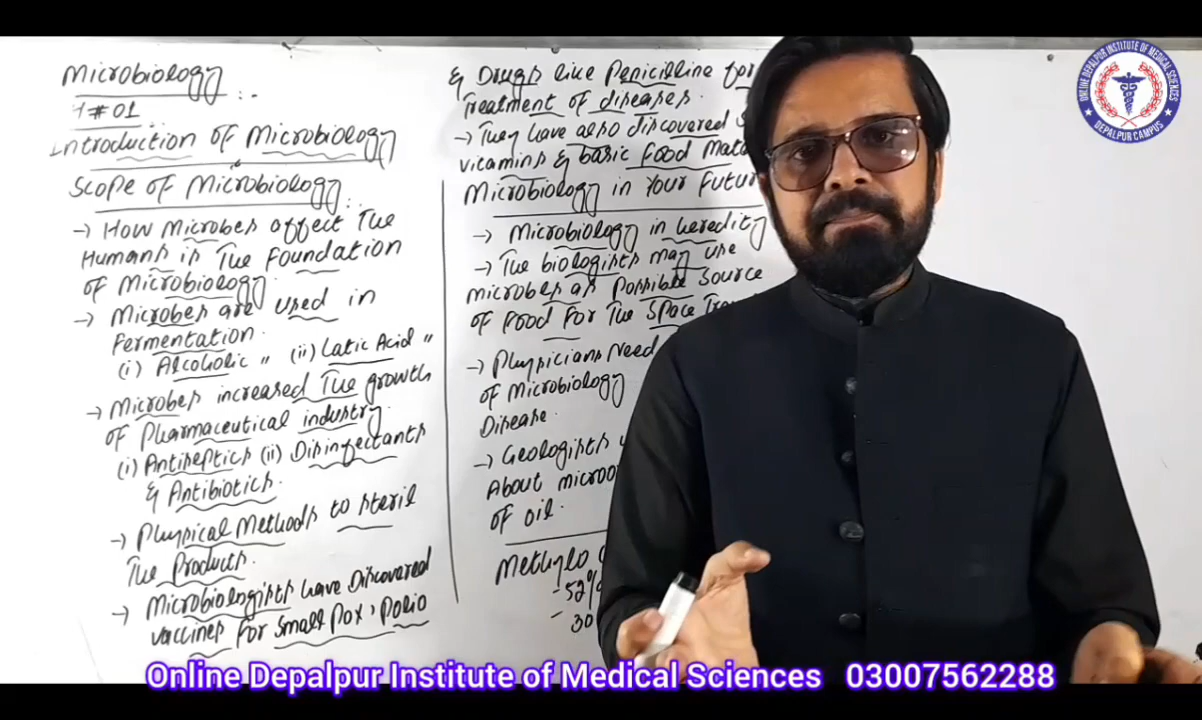 Microbiology
H#01
Introduction of Microbiology
Scope of Microbiology
→ How Microbes affect The
Humans is The Foundation
of Microbiology
→ Microbes are used in
Fermentation.
(i) Alcoholic " (ii) Latic Acid "
→ Microbes increased The growth
of Pharmaceutical industry
(i) Antiseptics (ii) Disinfectants
& Antibiotics.
→ Physical Methods to steril
The Products.
→ Microbiologists have Discovered
vaccines for Small Pox, Polio
& Drugs like Penicilline for
Treatment of diseases.
→ They have also discovered
vitamins & basic food
Microbiology in Your Futur
→ Microbiology in heredity
→ The biologists may use
microbes as Possible Source
of Food For The Space
→ Physicians Need
of Microbiology
Disease.
→ Geologists
About
of oil.
Methylo
- 52%
- 30
ONLINE DEPALPUR INSTITUTE OF MEDICAL SCIENCES
DEPALPUR CAMPUS
Online Depalpur Institute of Medical Sciences 03007562288